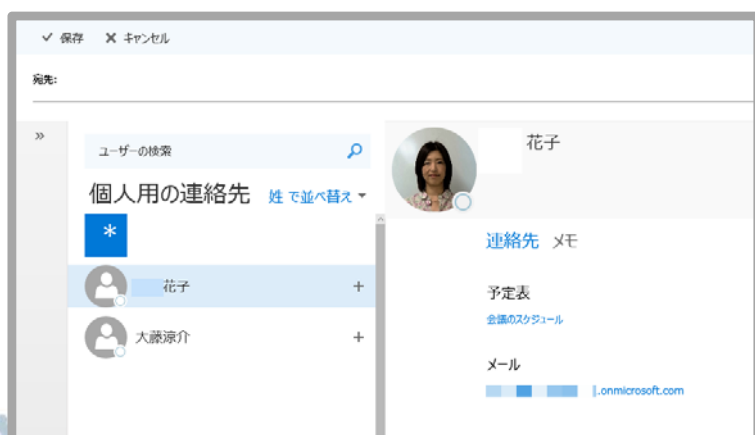 保存 キャンセル
宛先:
»
ユーザーの検索
個人用の連絡先 姓 で並べ替え
*
花子
大藤涼介
花子
連絡先 メモ
予定表
会議のスケジュール
メール
.onmicrosoft.com